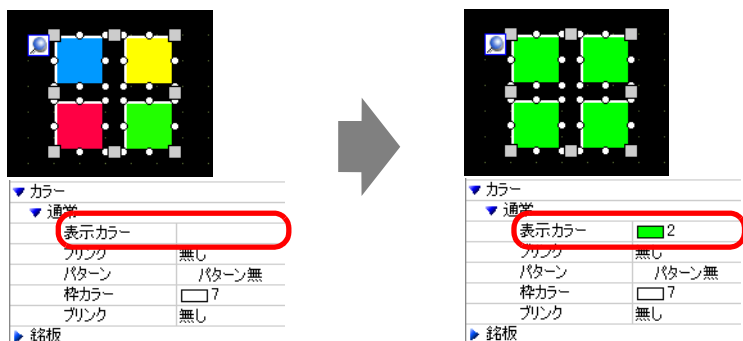 カラー
通常
表示カラー
ブリンク 無し
パターン パターン無
枠カラー 7
ブリンク 無し
銘板
カラー
通常
表示カラー 2
ブリンク 無し
パターン パターン無
枠カラー 7
ブリンク 無し
銘板